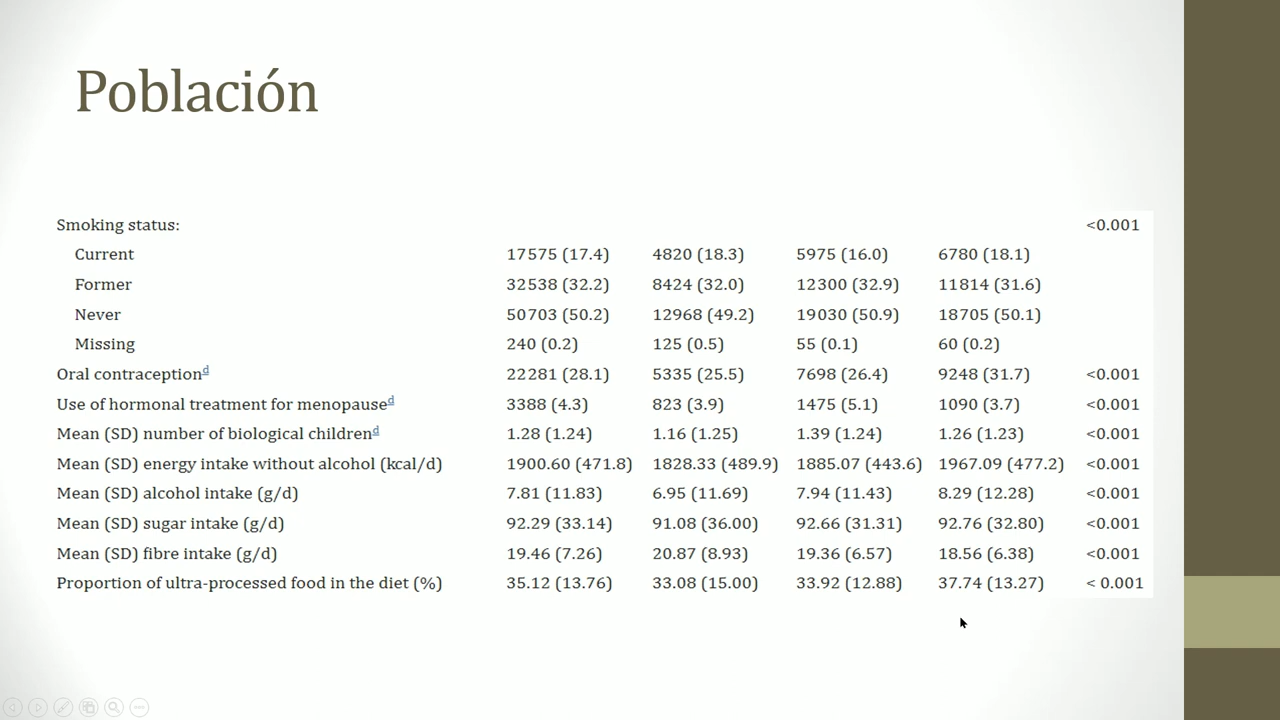 Población
Smoking status: <0.001
Current 17575 (17.4) 4820 (18.3) 5975 (16.0) 6780 (18.1)
Former 32538 (32.2) 8424 (32.0) 12300 (32.9) 11814 (31.6)
Never 50703 (50.2) 12968 (49.2) 19030 (50.9) 18705 (50.1)
Missing 240 (0.2) 125 (0.5) 55 (0.1) 60 (0.2)
Oral contraceptiond 22281 (28.1) 5335 (25.5) 7698 (26.4) 9248 (31.7) <0.001
Use of hormonal treatment for menopaused 3388 (4.3) 823 (3.9) 1475 (5.1) 1090 (3.7) <0.001
Mean (SD) number of biological childrend 1.28 (1.24) 1.16 (1.25) 1.39 (1.24) 1.26 (1.23) <0.001
Mean (SD) energy intake without alcohol (kcal/d) 1900.60 (471.8) 1828.33 (489.9) 1885.07 (443.6) 1967.09 (477.2) <0.001
Mean (SD) alcohol intake (g/d) 7.81 (11.83) 6.95 (11.69) 7.94 (11.43) 8.29 (12.28) <0.001
Mean (SD) sugar intake (g/d) 92.29 (33.14) 91.08 (36.00) 92.66 (31.31) 92.76 (32.80) <0.001
Mean (SD) fibre intake (g/d) 19.46 (7.26) 20.87 (8.93) 19.36 (6.57) 18.56 (6.38) <0.001
Proportion of ultra-processed food in the diet (%) 35.12 (13.76) 33.08 (15.00) 33.92 (12.88) 37.74 (13.27) < 0.001